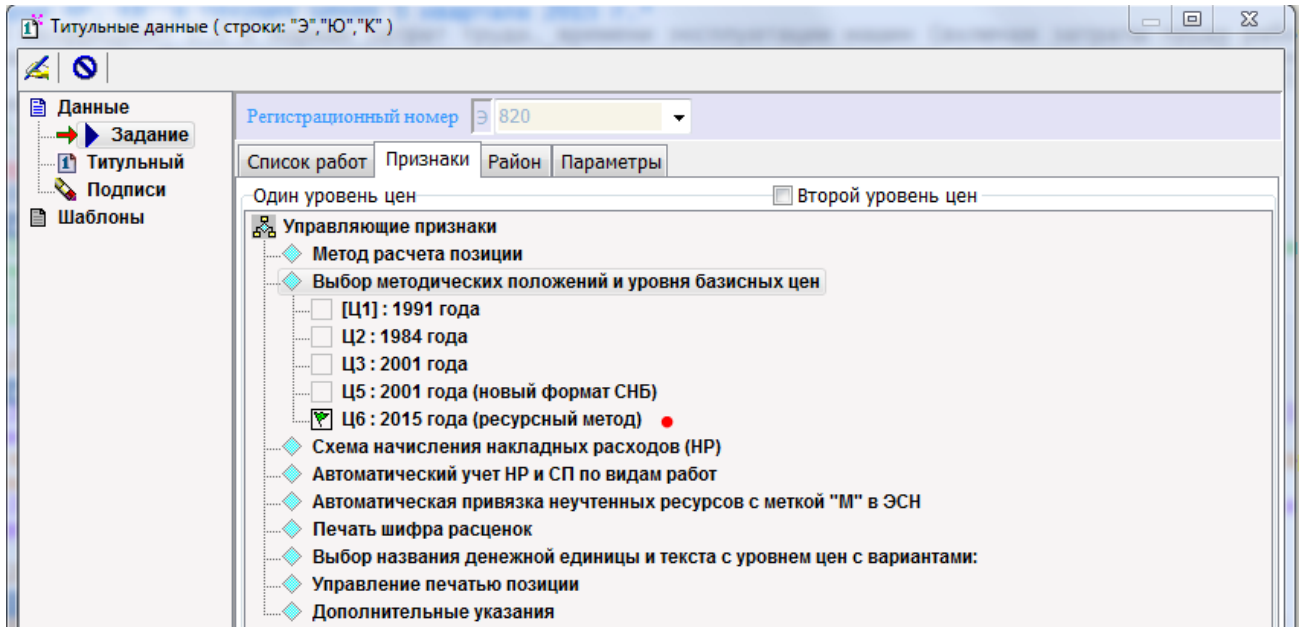 Титульные данные ( строки: "Э","Ю","К" )
Данные
Задание
Титульный
Подписи
Шаблоны
Регистрационный номер Э 820
Список работ Признаки Район Параметры
Один уровень цен Второй уровень цен
Управляющие признаки
Метод расчета позиции
Выбор методических положений и уровня базисных цен
[Ц1] : 1991 года
Ц2 : 1984 года
Ц3 : 2001 года
Ц5 : 2001 года (новый формат СНБ)
Ц6 : 2015 года (ресурсный метод)
Схема начисления накладных расходов (НР)
Автоматический учет НР и СП по видам работ
Автоматическая привязка неучтенных ресурсов с меткой "М" в ЭСН
Печать шифра расценок
Выбор названия денежной единицы и текста с уровнем цен с вариантами:
Управление печатью позиции
Дополнительные указания